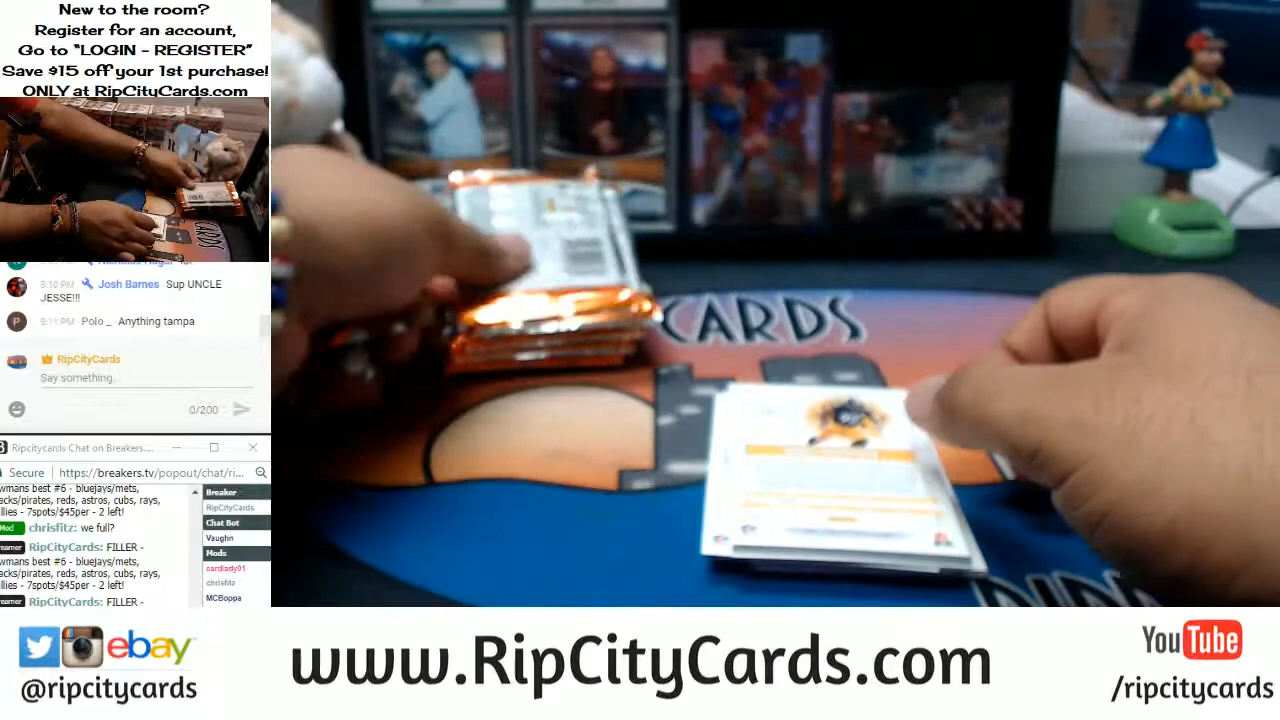 New to the room?
Register for an account,
Go to “LOGIN - REGISTER”
Save $15 off your 1st purchase!
ONLY at RipCityCards.com
CARDS
8:10 PM Josh Barnes Sup UNCLE
JESSE!!!
8:11 PM Polo _ Anything tampa
RipCityCards
Say something...
0/200
Ripcitycards Chat on Breakers....
Secure https://breakers.tv/popout/chat/ri...
wmans best #6 - bluejays/mets,
acks/pirates, reds, astros, cubs, rays,
llies - 7spots/$45per - 2 left!
Mod chrisfitz: we full?
eamer RipCityCards: FILLER -
wmans best #6 - bluejays/mets,
acks/pirates, reds, astros, cubs, rays,
llies - 7spots/$45per - 2 left!
eamer RipCityCards: FILLER -
Breaker
RipCityCards
Chat Bot
Vaughn
Mods
cardlady01
chrisfitz
MCBoppa
CARDS
ebay
@ripcitycards
www.RipCityCards.com
YouTube
/ripcitycards